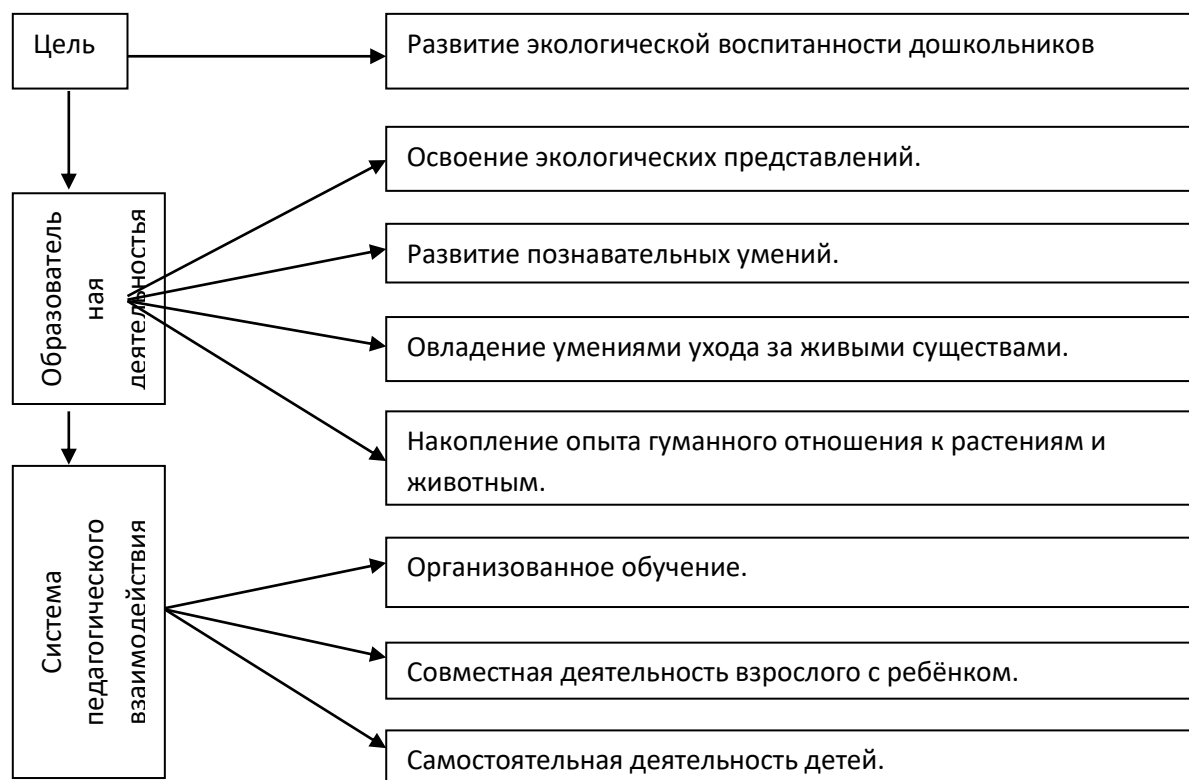 Цель
Развитие экологической воспитанности дошкольников
Освоение экологических представлений.
Образователь
ная
деятельностья
Развитие познавательных умений.
Овладение умениями ухода за живыми существами.
Накопление опыта гуманного отношения к растениям и
животным.
Система
педагогического
взаимодействия
Организованное обучение.
Совместная деятельность взрослого с ребёнком.
Самостоятельная деятельность детей.